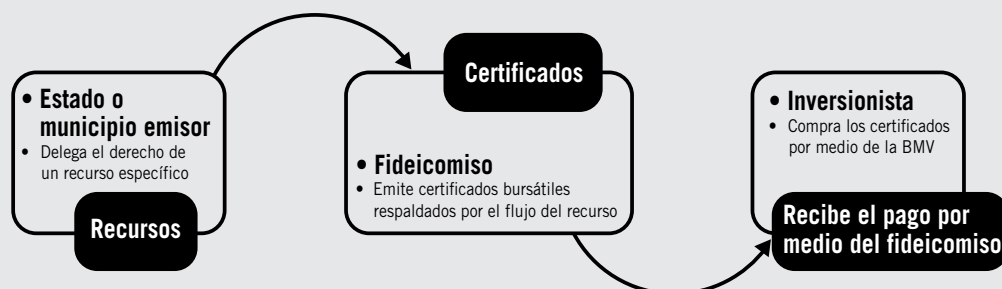 • Estado o
municipio emisor
• Delega el derecho de
un recurso específico
Recursos
Certificados
• Fideicomiso
• Emite certificados bursátiles
respaldados por el flujo del recurso
• Inversionista
• Compra los certificados
por medio de la BMV
Recibe el pago por
medio del fideicomiso